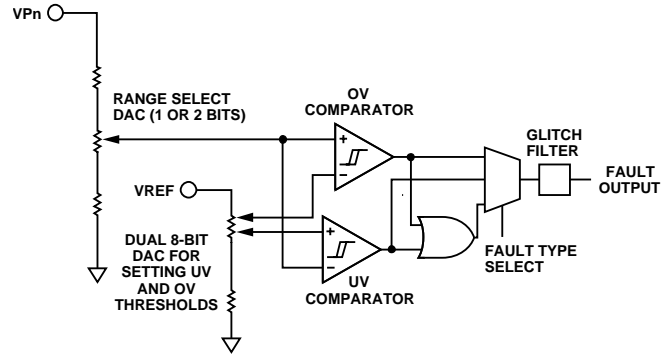 VPn
RANGE SELECT
DAC (1 OR 2 BITS)
OV
COMPARATOR
+
–
GLITCH
FILTER
FAULT
OUTPUT
VREF
DUAL 8-BIT
DAC FOR
SETTING UV
AND OV
THRESHOLDS
+
–
UV
COMPARATOR
FAULT TYPE
SELECT